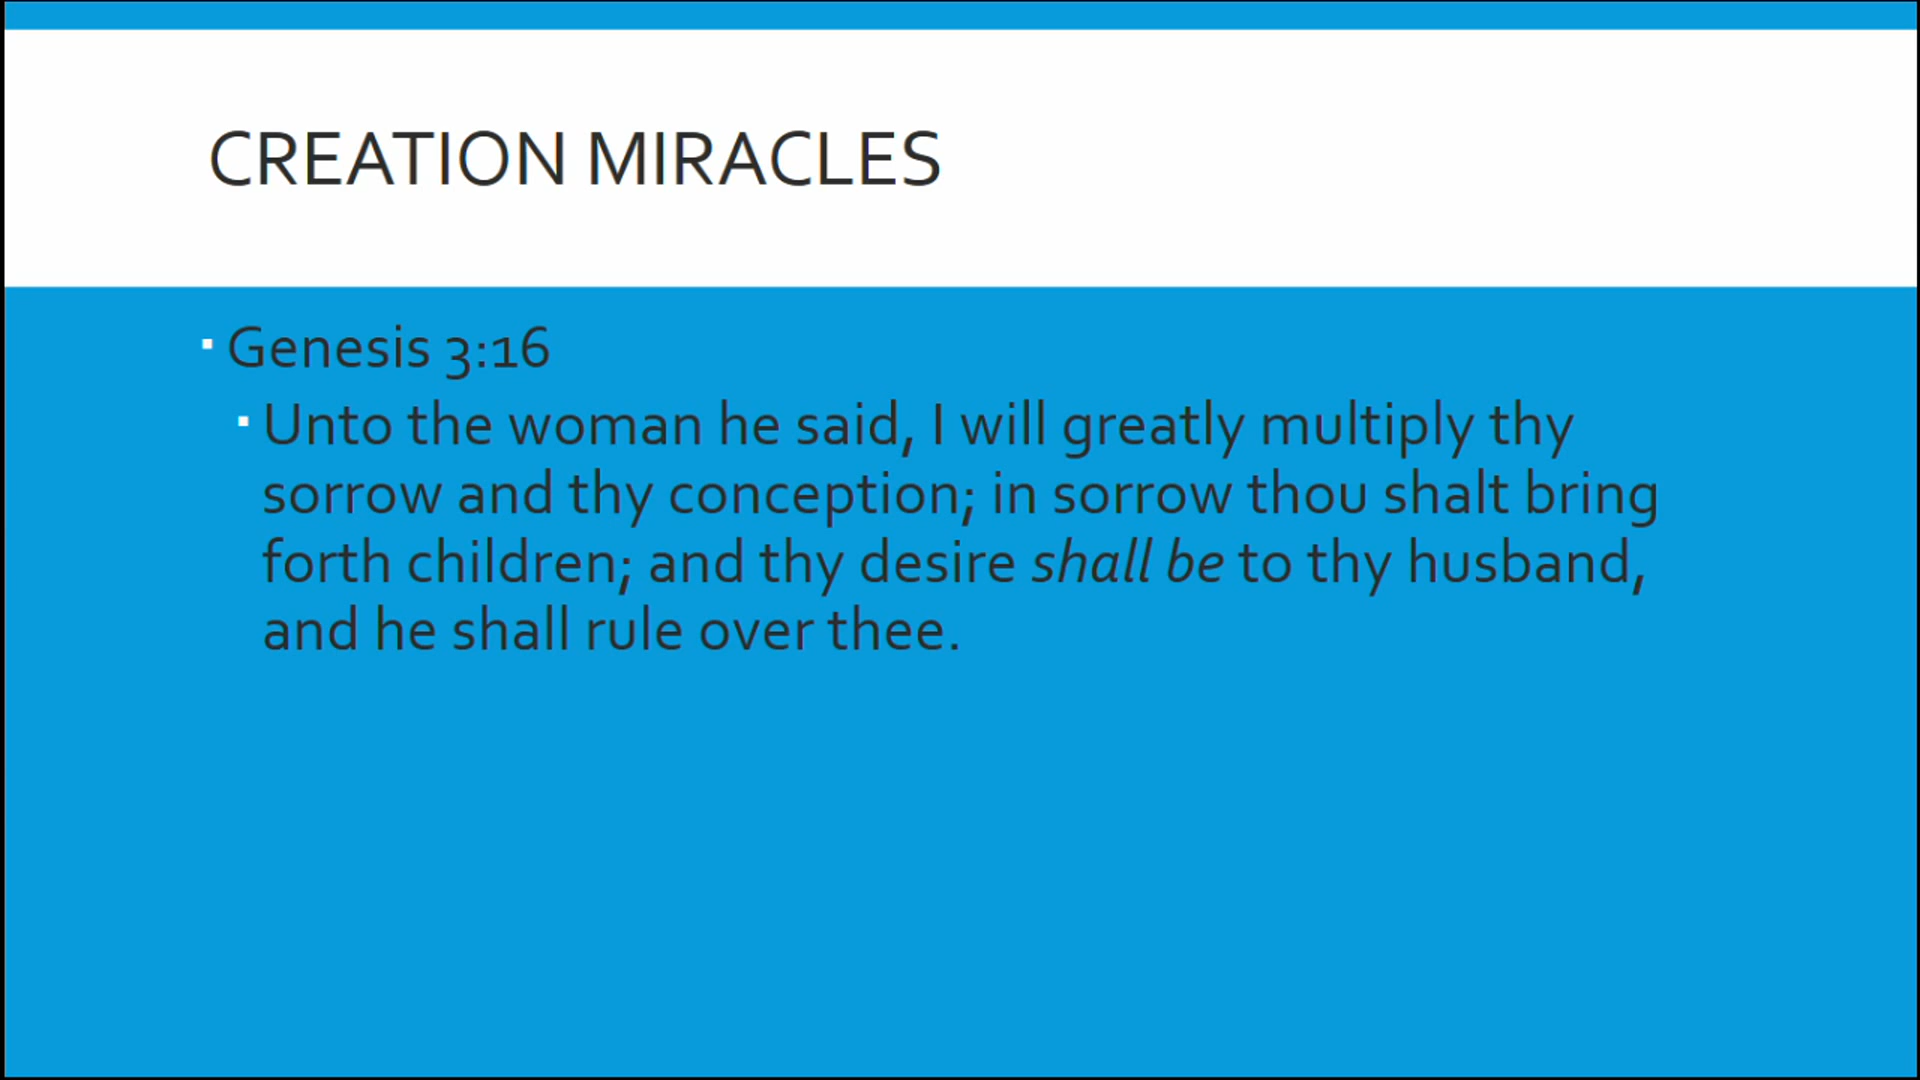 CREATION MIRACLES
Genesis 3:16
Unto the woman he said, I will greatly multiply thy
sorrow and thy conception; in sorrow thou shalt bring
forth children; and thy desire shall be to thy husband,
and he shall rule over thee.